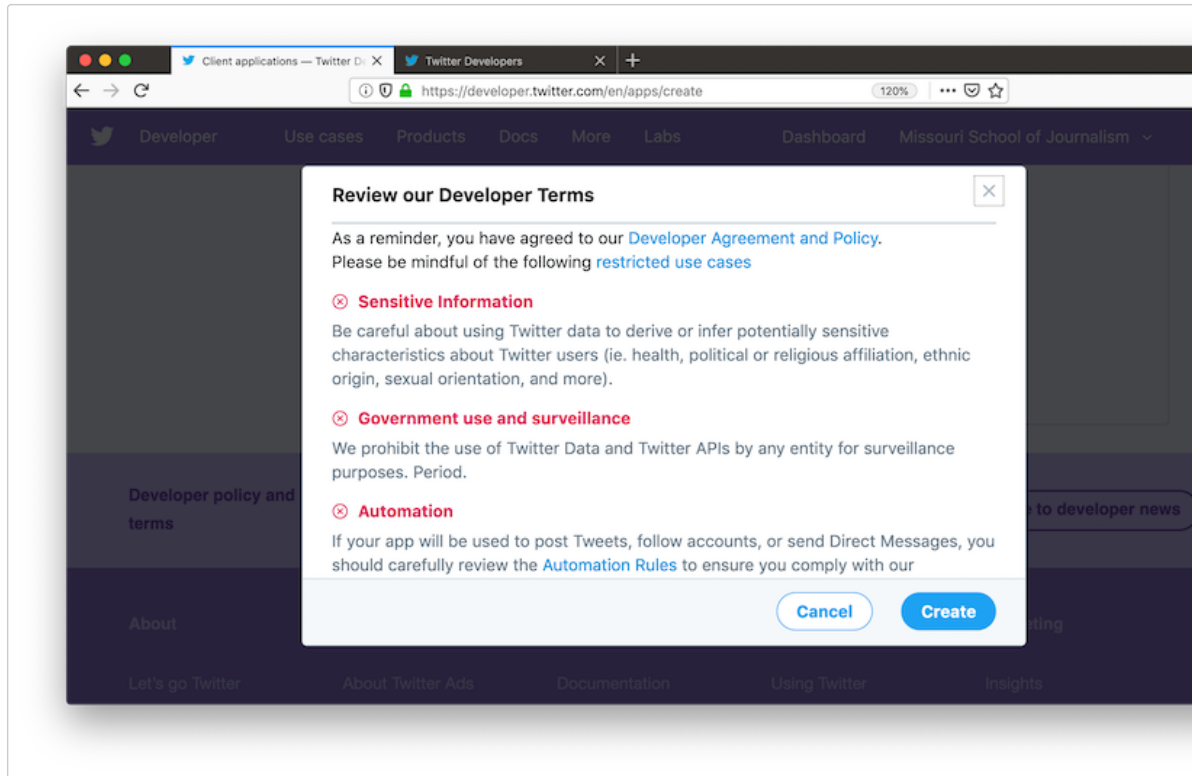 Client applications — Twitter De
Twitter Developers
https://developer.twitter.com/en/apps/create
120%
Developer
Use cases
Products
Docs
More
Labs
Dashboard
Missouri School of Journalism
Review our Developer Terms
As a reminder, you have agreed to our Developer Agreement and Policy.
Please be mindful of the following restricted use cases
Sensitive Information
Be careful about using Twitter data to derive or infer potentially sensitive
characteristics about Twitter users (ie. health, political or religious affiliation, ethnic
origin, sexual orientation, and more).
Government use and surveillance
We prohibit the use of Twitter Data and Twitter APIs by any entity for surveillance
purposes. Period.
Automation
If your app will be used to post Tweets, follow accounts, or send Direct Messages, you
should carefully review the Automation Rules to ensure you comply with our
Cancel
Create
Developer policy and
terms
to developer news
About
Let's go Twitter
About Twitter Ads
Documentation
Using Twitter
Insights